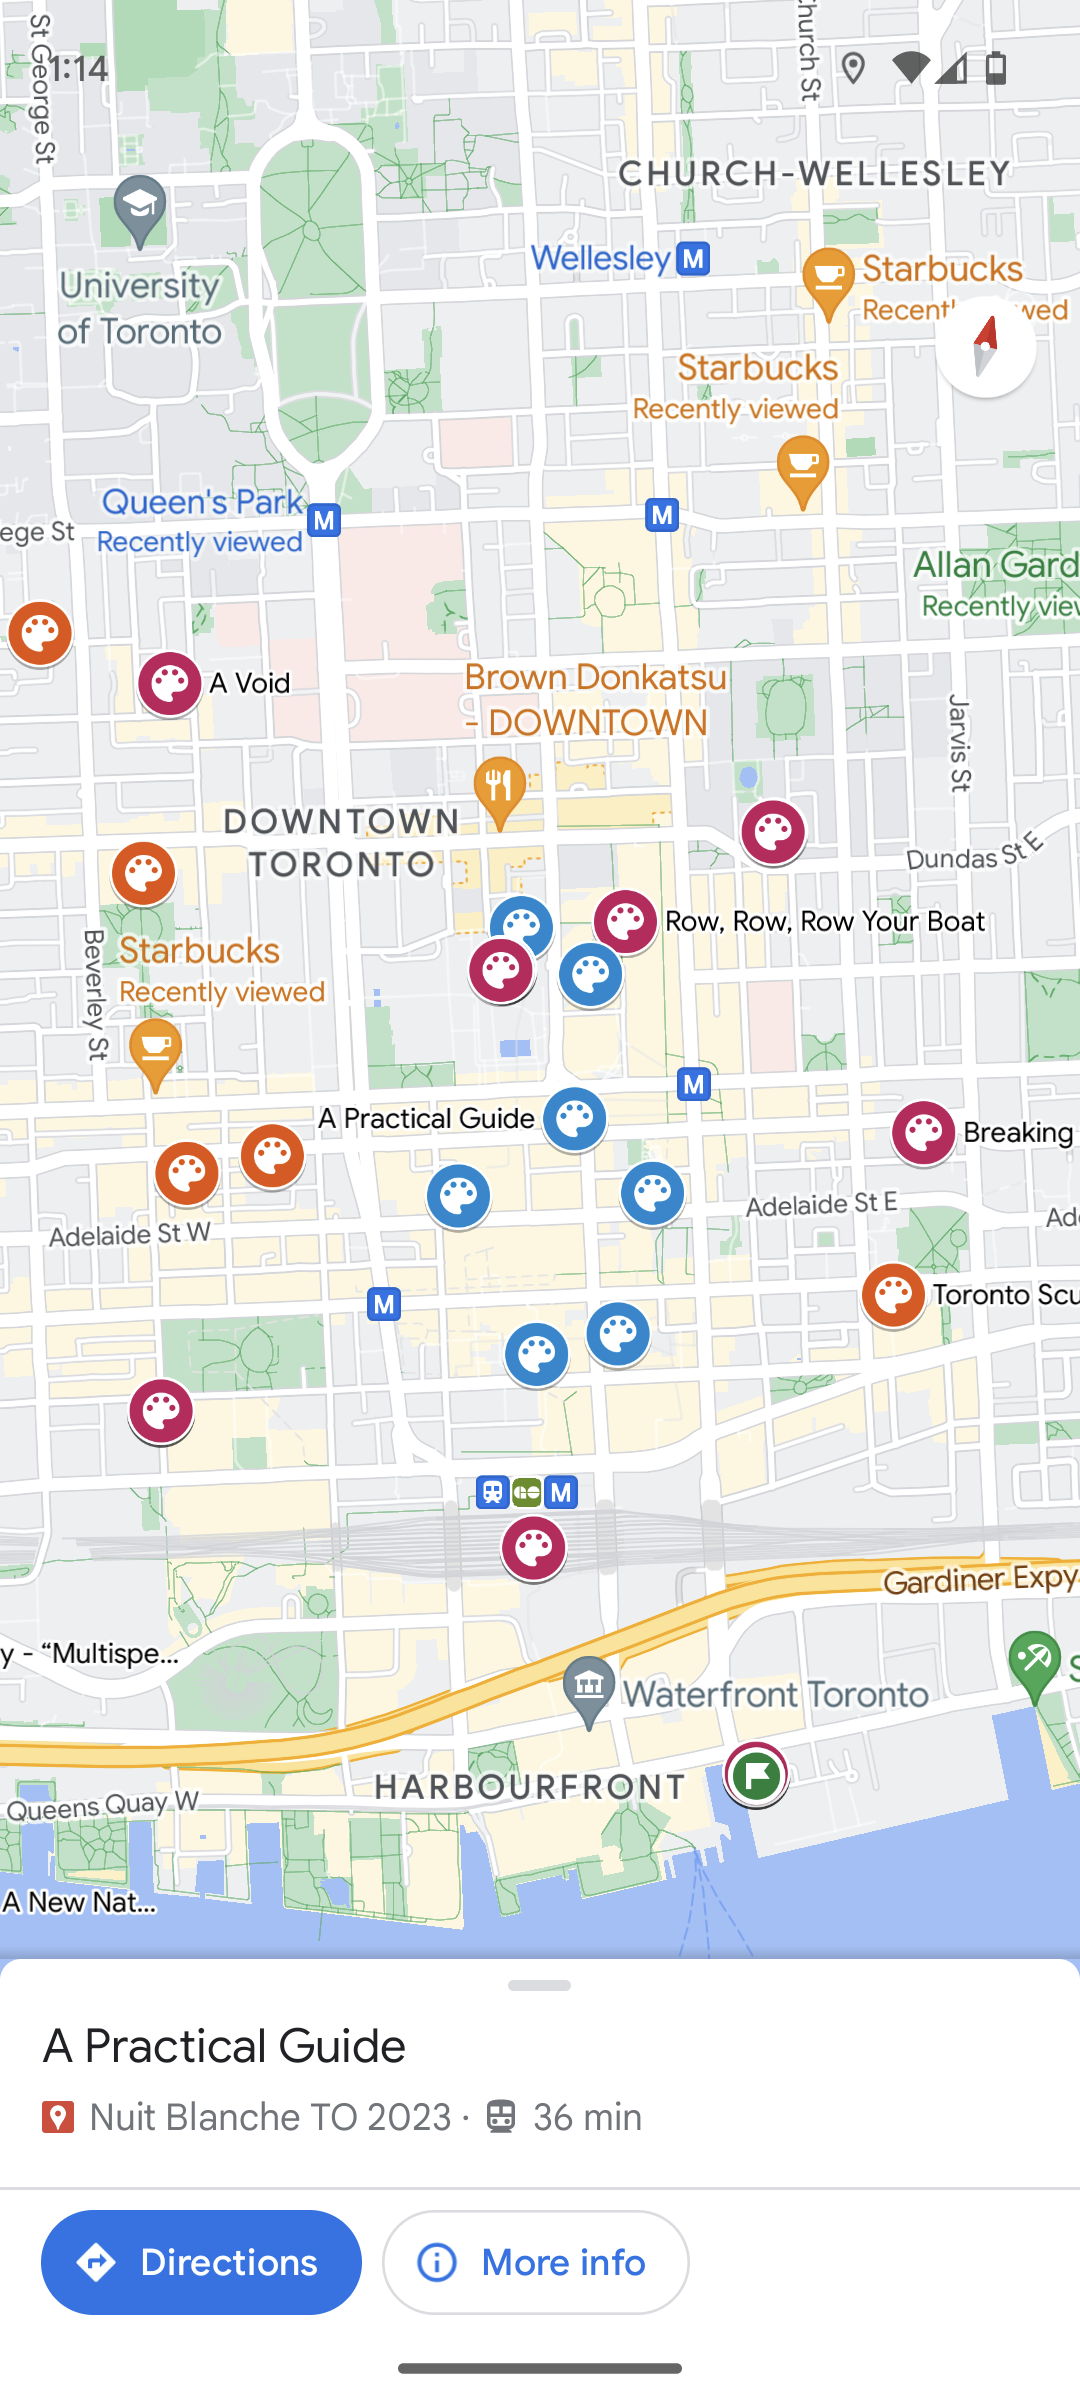 St George St
1:14
Church St
CHURCH-WELLESLEY
University
of Toronto
Wellesley M
Starbucks
Starbucks
Recently viewed
Queen's Park M
Recently viewed
M
ege St
Allan Gard
Recently view
A Void
Brown Donkatsu
- DOWNTOWN
Jarvis St
DOWNTOWN
TORONTO
Dundas St E
Row, Row, Row Your Boat
Beverley St
Starbucks
Recently viewed
M
A Practical Guide
Breaking
Adelaide St W
Adelaide St E
Ad
M
Toronto Scu
GO M
Gardiner Expy
y - “Multispe...
Waterfront Toronto
S
HARBOURFRONT
Queens Quay W
A New Nat...
A Practical Guide
Nuit Blanche TO 2023 · 36 min
Directions
More info